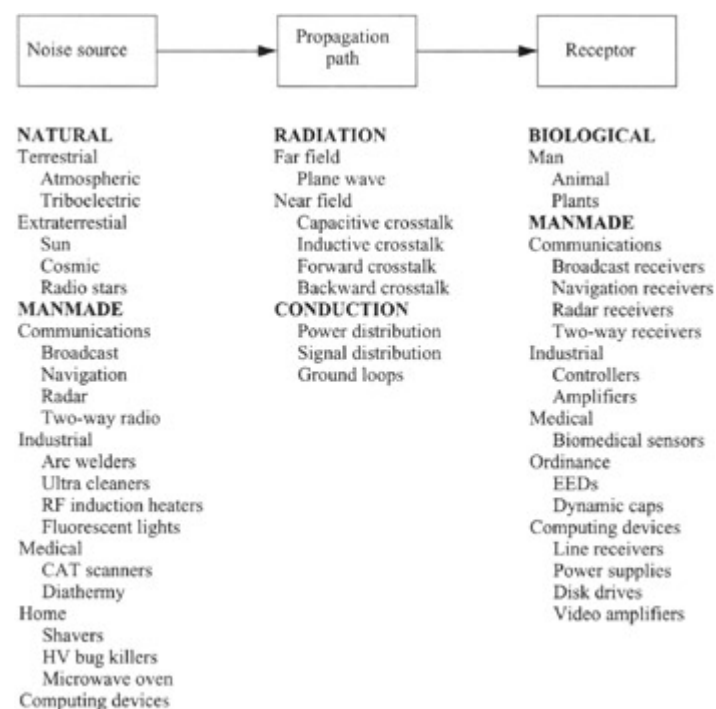 Noise source
Propagation
path
Receptor
NATURAL
Terrestrial
Atmospheric
Triboelectric
Extraterrestial
Sun
Cosmic
Radio stars
MANMADE
Communications
Broadcast
Navigation
Radar
Two-way radio
Industrial
Arc welders
Ultra cleaners
RF induction heaters
Fluorescent lights
Medical
CAT scanners
Diathermy
Home
Shavers
HV bug killers
Microwave oven
Computing devices
RADIATION
Far field
Plane wave
Near field
Capacitive crosstalk
Inductive crosstalk
Forward crosstalk
Backward crosstalk
CONDUCTION
Power distribution
Signal distribution
Ground loops
BIOLOGICAL
Man
Animal
Plants
MANMADE
Communications
Broadcast receivers
Navigation receivers
Radar receivers
Two-way receivers
Industrial
Controllers
Amplifiers
Medical
Biomedical sensors
Ordinance
EEDs
Dynamic caps
Computing devices
Line receivers
Power supplies
Disk drives
Video amplifiers